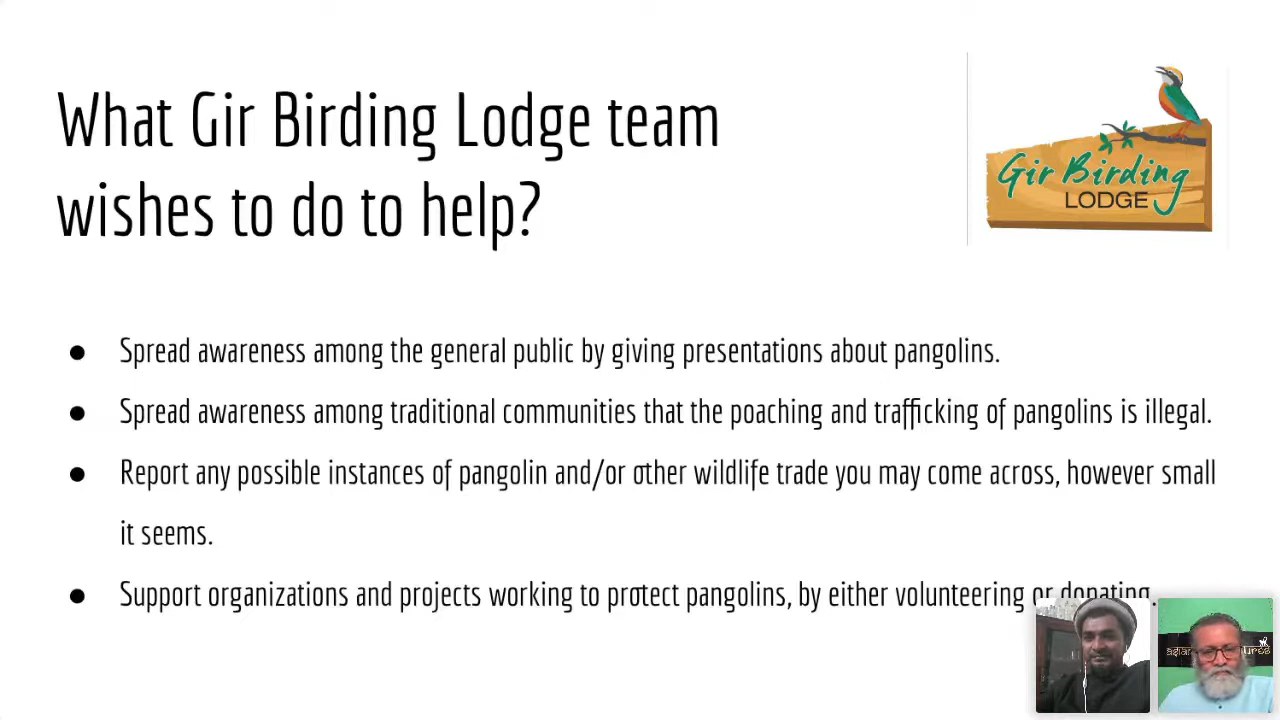 What Gir Birding Lodge team
wishes to do to help?
Gir Birding
LODGE
● Spread awareness among the general public by giving presentations about pangolins.
● Spread awareness among traditional communities that the poaching and trafficking of pangolins is illegal.
● Report any possible instances of pangolin and/or other wildlife trade you may come across, however small
it seems.
● Support organizations and projects working to protect pangolins, by either volunteering or donating.